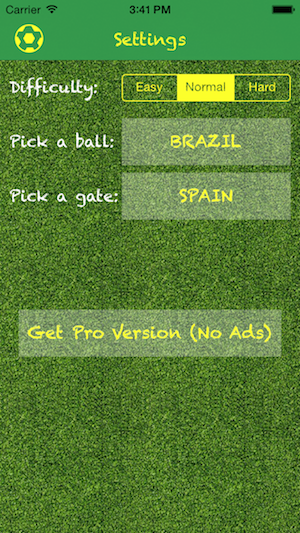 Carrier 3:41 PM
Settings
Difficulty: Easy Normal Hard
Pick a ball: BRAZIL
Pick a gate: SPAIN
Get Pro Version (No Ads)